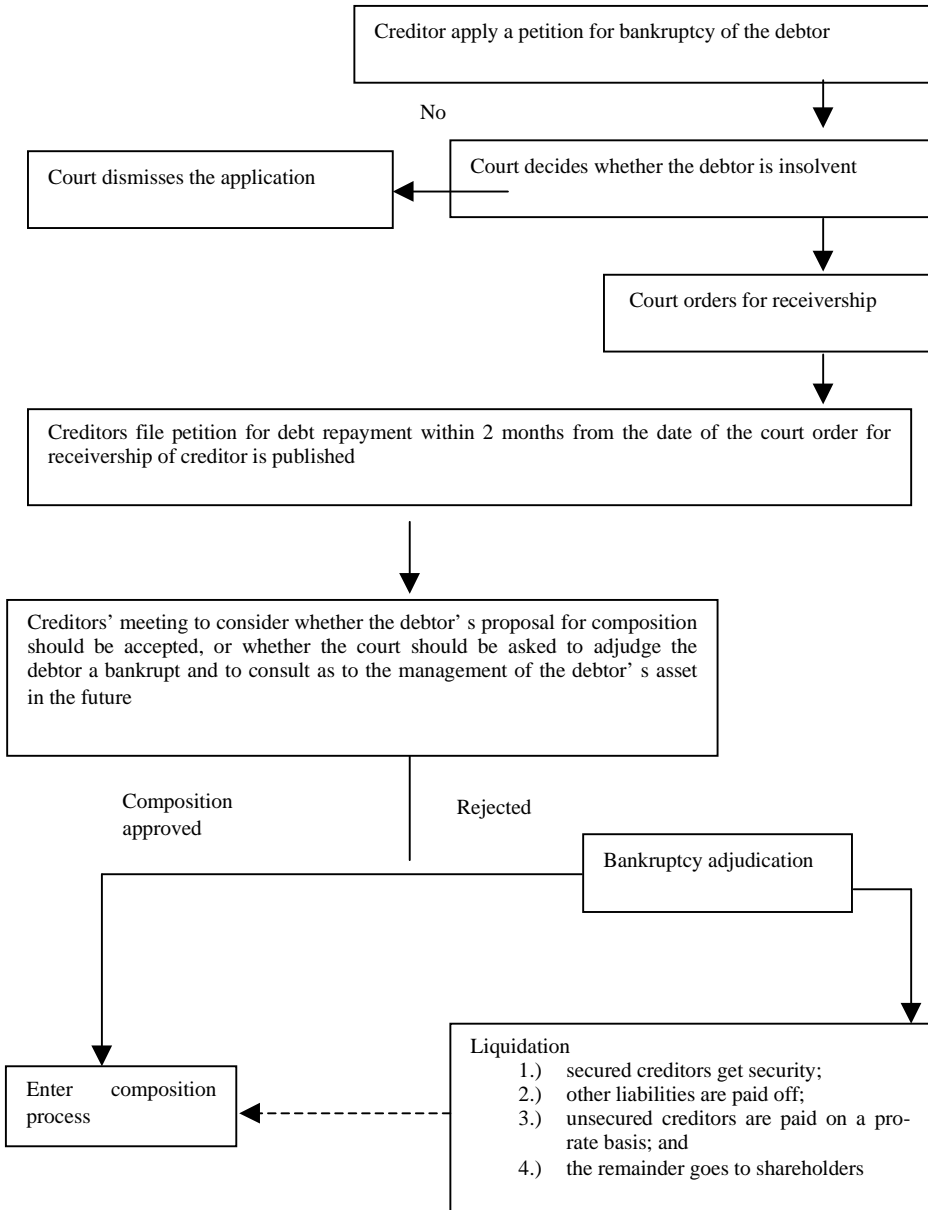 Creditor apply a petition for bankruptcy of the debtor
No
Court decides whether the debtor is insolvent
Court dismisses the application
Court orders for receivership
Creditors file petition for debt repayment within 2 months from the date of the court order for
receivership of creditor is published
Creditors’ meeting to consider whether the debtor’ s proposal for composition
should be accepted, or whether the court should be asked to adjudge the
debtor a bankrupt and to consult as to the management of the debtor’ s asset
in the future
Composition
approved
Rejected
Bankruptcy adjudication
Liquidation
1.) secured creditors get security;
2.) other liabilities are paid off;
3.) unsecured creditors are paid on a pro-
rate basis; and
4.) the remainder goes to shareholders
Enter composition
process